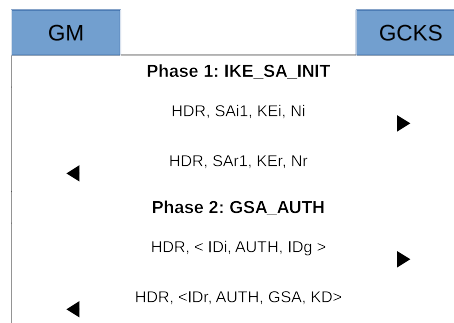 GM
GCKS
Phase 1: IKE_SA_INIT
HDR, SAi1, KEi, Ni
HDR, SAr1, KEr, Nr
Phase 2: GSA_AUTH
HDR, < IDi, AUTH, IDg >
HDR, <IDr, AUTH, GSA, KD>